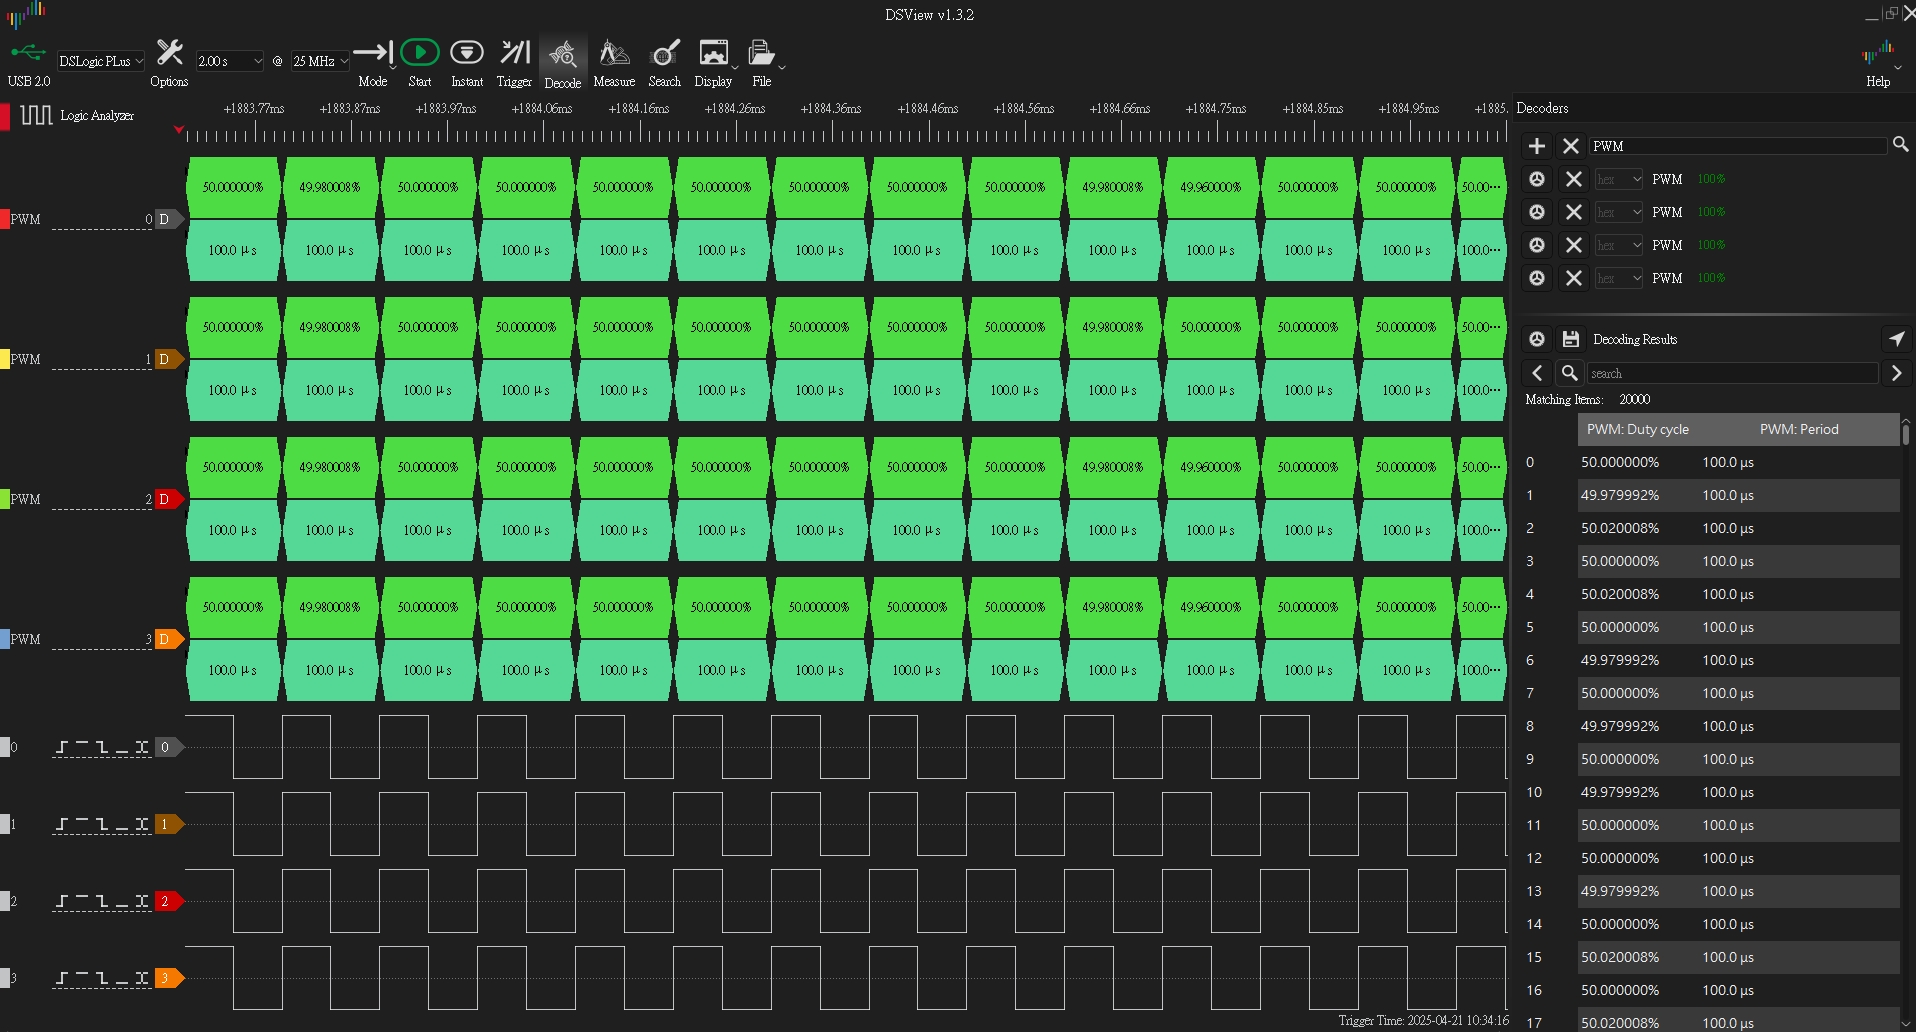 DSView v1.3.2
USB 2.0
DSLogic PLus
Options
2.00 s
@
25 MHz
Mode
Start
Instant
Trigger
Decode
Measure
Search
Display
File
Help
Logic Analyzer
+1883.77ms +1883.87ms +1883.97ms +1884.06ms +1884.16ms +1884.26ms +1884.36ms +1884.46ms +1884.56ms +1884.66ms +1884.75ms +1884.85ms +1884.95ms +1885.
PWM 0 D
50.000000% 49.980008% 50.000000% 50.000000% 50.000000% 50.000000% 50.000000% 50.000000% 50.000000% 49.980008% 49.960000% 50.000000% 50.000000% 50.00···
100.0 μs 100.0 μs 100.0 μs 100.0 μs 100.0 μs 100.0 μs 100.0 μs 100.0 μs 100.0 μs 100.0 μs 100.0 μs 100.0 μs 100.0 μs 100.0···
PWM 1 D
50.000000% 49.980008% 50.000000% 50.000000% 50.000000% 50.000000% 50.000000% 50.000000% 50.000000% 49.980008% 50.000000% 50.000000% 50.000000% 50.00···
100.0 μs 100.0 μs 100.0 μs 100.0 μs 100.0 μs 100.0 μs 100.0 μs 100.0 μs 100.0 μs 100.0 μs 100.0 μs 100.0 μs 100.0 μs 100.0···
PWM 2 D
50.000000% 49.980008% 50.000000% 50.000000% 50.000000% 50.000000% 50.000000% 50.000000% 50.000000% 49.980008% 49.960000% 50.000000% 50.000000% 50.00···
100.0 μs 100.0 μs 100.0 μs 100.0 μs 100.0 μs 100.0 μs 100.0 μs 100.0 μs 100.0 μs 100.0 μs 100.0 μs 100.0 μs 100.0 μs 100.0···
PWM 3 D
50.000000% 49.980008% 50.000000% 50.000000% 50.000000% 50.000000% 50.000000% 50.000000% 50.000000% 49.980008% 49.960000% 50.000000% 50.000000% 50.00···
100.0 μs 100.0 μs 100.0 μs 100.0 μs 100.0 μs 100.0 μs 100.0 μs 100.0 μs 100.0 μs 100.0 μs 100.0 μs 100.0 μs 100.0 μs 100.0···
0 0
1 1
2 2
3 3
Trigger Time: 2025-04-21 10:34:16
Decoders
PWM
hex PWM 100%
hex PWM 100%
hex PWM 100%
hex PWM 100%
Decoding Results
search
Matching Items: 20000
PWM: Duty cycle PWM: Period
0 50.000000% 100.0 μs
1 49.979992% 100.0 μs
2 50.020008% 100.0 μs
3 50.000000% 100.0 μs
4 50.020008% 100.0 μs
5 50.000000% 100.0 μs
6 49.979992% 100.0 μs
7 50.000000% 100.0 μs
8 49.979992% 100.0 μs
9 50.000000% 100.0 μs
10 49.979992% 100.0 μs
11 50.000000% 100.0 μs
12 50.000000% 100.0 μs
13 49.979992% 100.0 μs
14 50.000000% 100.0 μs
15 50.020008% 100.0 μs
16 50.000000% 100.0 μs
17 50.020008% 100.0 μs